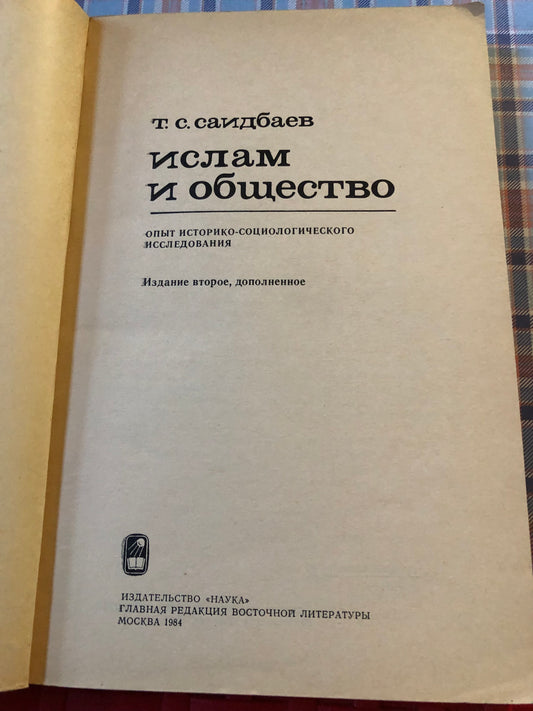 Т. С. Саидбаев
ислам
и общество
ОПЫТ ИСТОРИКО-СОЦИОЛОГИЧЕСКОГО
ИССЛЕДОВАНИЯ
Издание второе, дополненное
ИЗДАТЕЛЬСТВО «НАУКА»
ГЛАВНАЯ РЕДАКЦИЯ ВОСТОЧНОЙ ЛИТЕРАТУРЫ
МОСКВА 1984